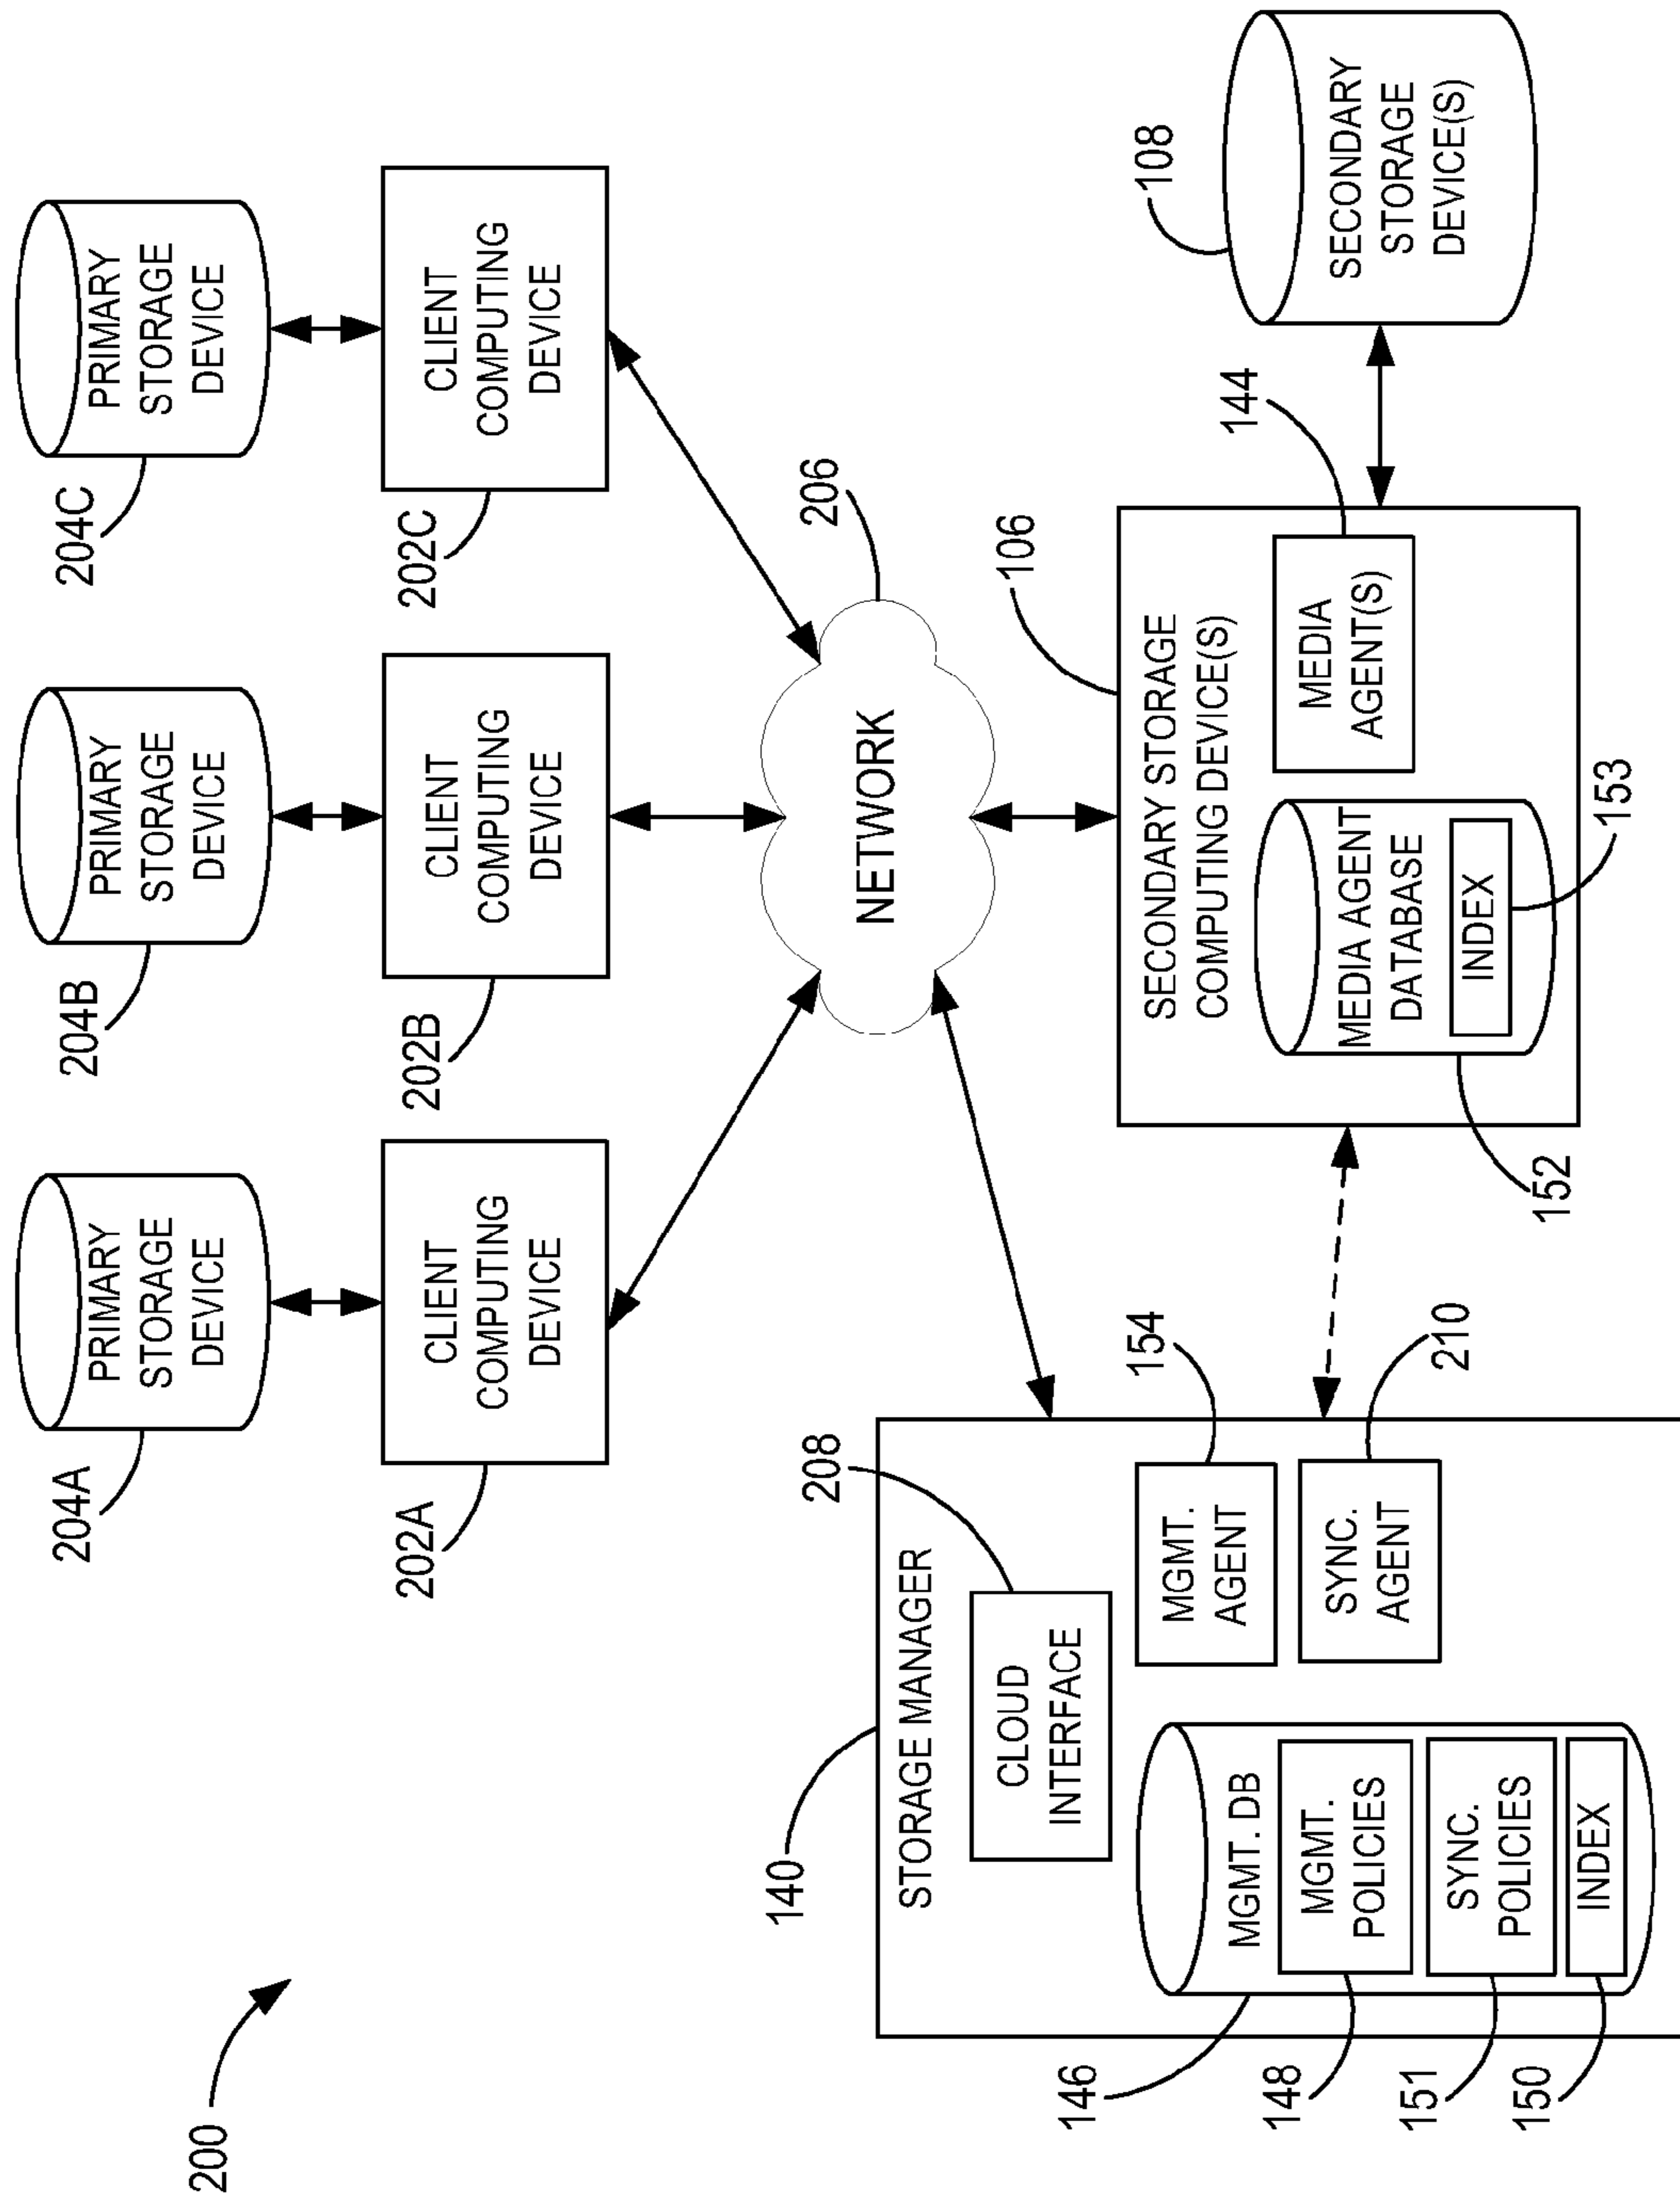 200
204A
PRIMARY
STORAGE
DEVICE
204B
PRIMARY
STORAGE
DEVICE
204C
PRIMARY
STORAGE
DEVICE
202A
CLIENT
COMPUTING
DEVICE
202B
CLIENT
COMPUTING
DEVICE
202C
CLIENT
COMPUTING
DEVICE
206
NETWORK
140
STORAGE MANAGER
208
CLOUD
INTERFACE
154
MGMT.
AGENT
210
SYNC.
AGENT
146
MGMT. DB
148
MGMT.
POLICIES
151
SYNC.
POLICIES
150
INDEX
106
SECONDARY STORAGE
COMPUTING DEVICE(S)
144
MEDIA
AGENT(S)
152
MEDIA AGENT
DATABASE
INDEX
153
108
SECONDARY
STORAGE
DEVICE(S)